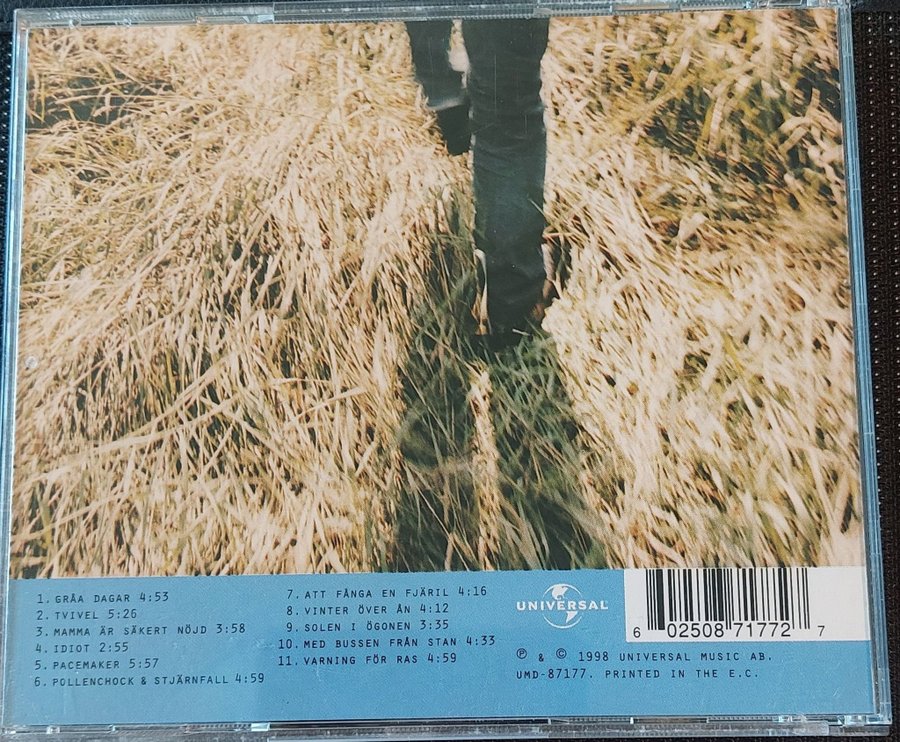 1. GRÅA DAGAR 4:53
2. TVIVEL 5:26
3. MAMMA ÄR SÄKERT NÖJD 3:58
4. IDIOT 2:55
5. PACEMAKER 5:57
6. POLLENCHOCK & STJÄRNFALL 4:59
7. ATT FÅNGA EN FJÄRIL 4:16
8. VINTER ÖVER ÅN 4:12
9. SOLEN I ÖGONEN 3:35
10. MED BUSSEN FRÅN STAN 4:33
11. VARNING FÖR RAS 4:59
UNIVERSAL
6 02508 71772 7
℗ & © 1998 UNIVERSAL MUSIC AB.
UMD-87177. PRINTED IN THE E.C.